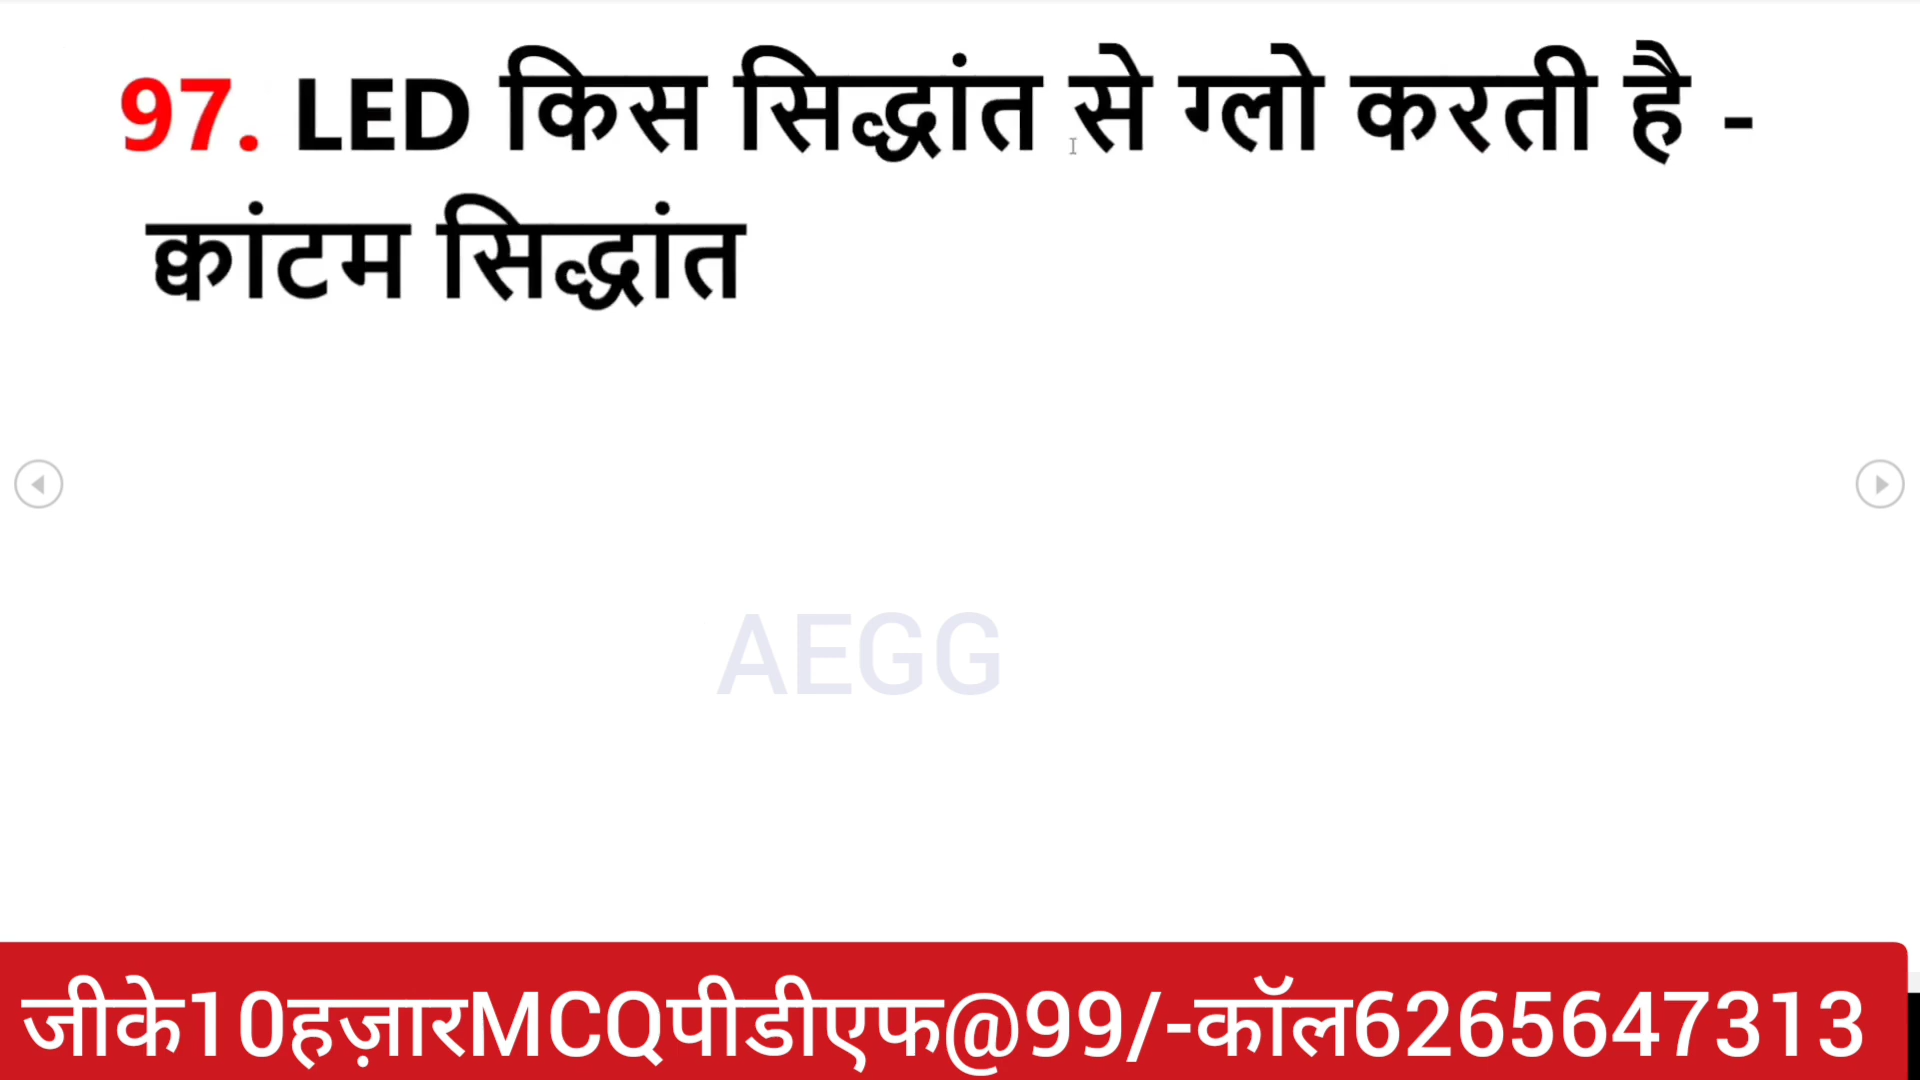 97. LED किस सिद्धांत से ग्लो करती है -
क्वांटम सिद्धांत
AEGG
जीके10हज़ारMCQपीडीएफ@99/-कॉल6265647313